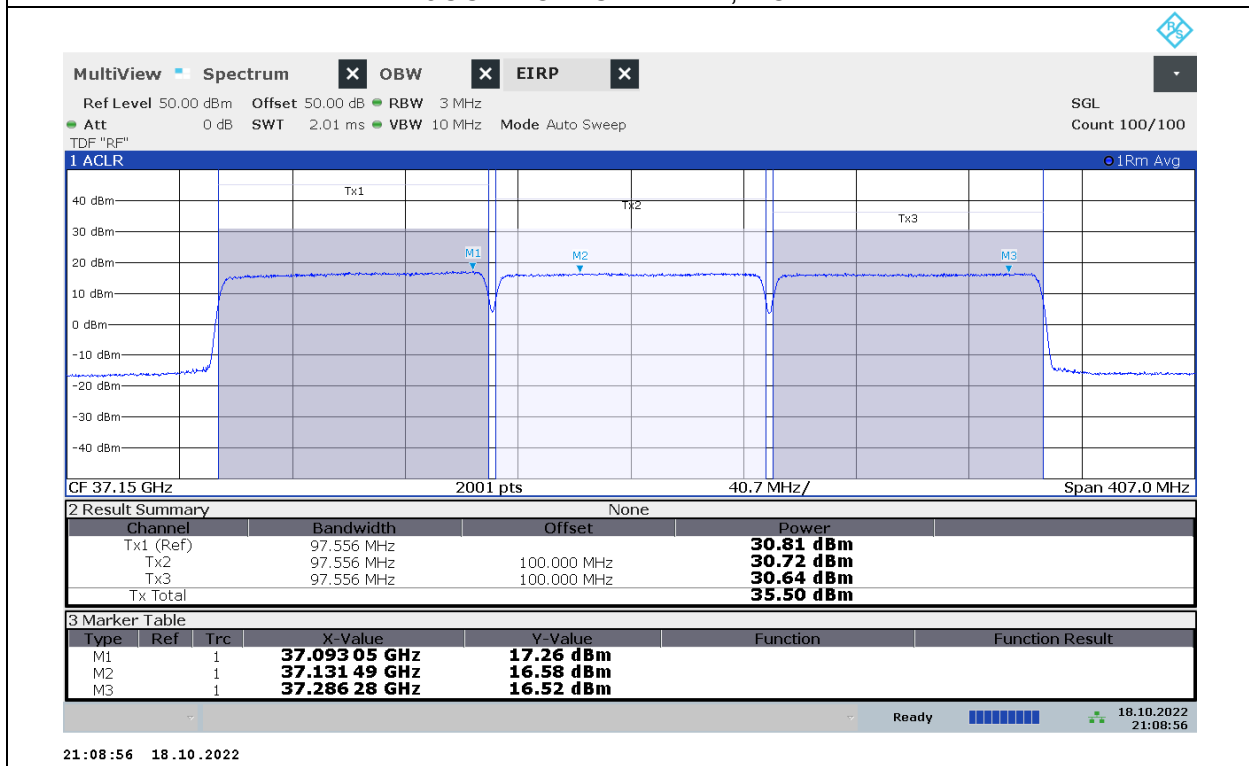 R&S
MultiView Spectrum X OBW X EIRP X
Ref Level 50.00 dBm Offset 50.00 dB RBW 3 MHz SGL
Att 0 dB SWT 2.01 ms VBW 10 MHz Mode Auto Sweep Count 100/100
TDF "RF"
1 ACLR 1Rm Avg
Tx1
40 dBm
Tx2
Tx3
30 dBm
M1
M2
M3
20 dBm
10 dBm
0 dBm
-10 dBm
-20 dBm
-30 dBm
-40 dBm
CF 37.15 GHz 2001 pts 40.7 MHz/ Span 407.0 MHz
2 Result Summary None
Channel Bandwidth Offset Power
Tx1 (Ref) 97.556 MHz 30.81 dBm
Tx2 97.556 MHz 100.000 MHz 30.72 dBm
Tx3 97.556 MHz 100.000 MHz 30.64 dBm
Tx Total 35.50 dBm
3 Marker Table
Type Ref Trc X-Value Y-Value Function Function Result
M1 1 37.093 05 GHz 17.26 dBm
M2 1 37.131 49 GHz 16.58 dBm
M3 1 37.286 28 GHz 16.52 dBm
Ready 18.10.2022
21:08:56
21:08:56 18.10.2022